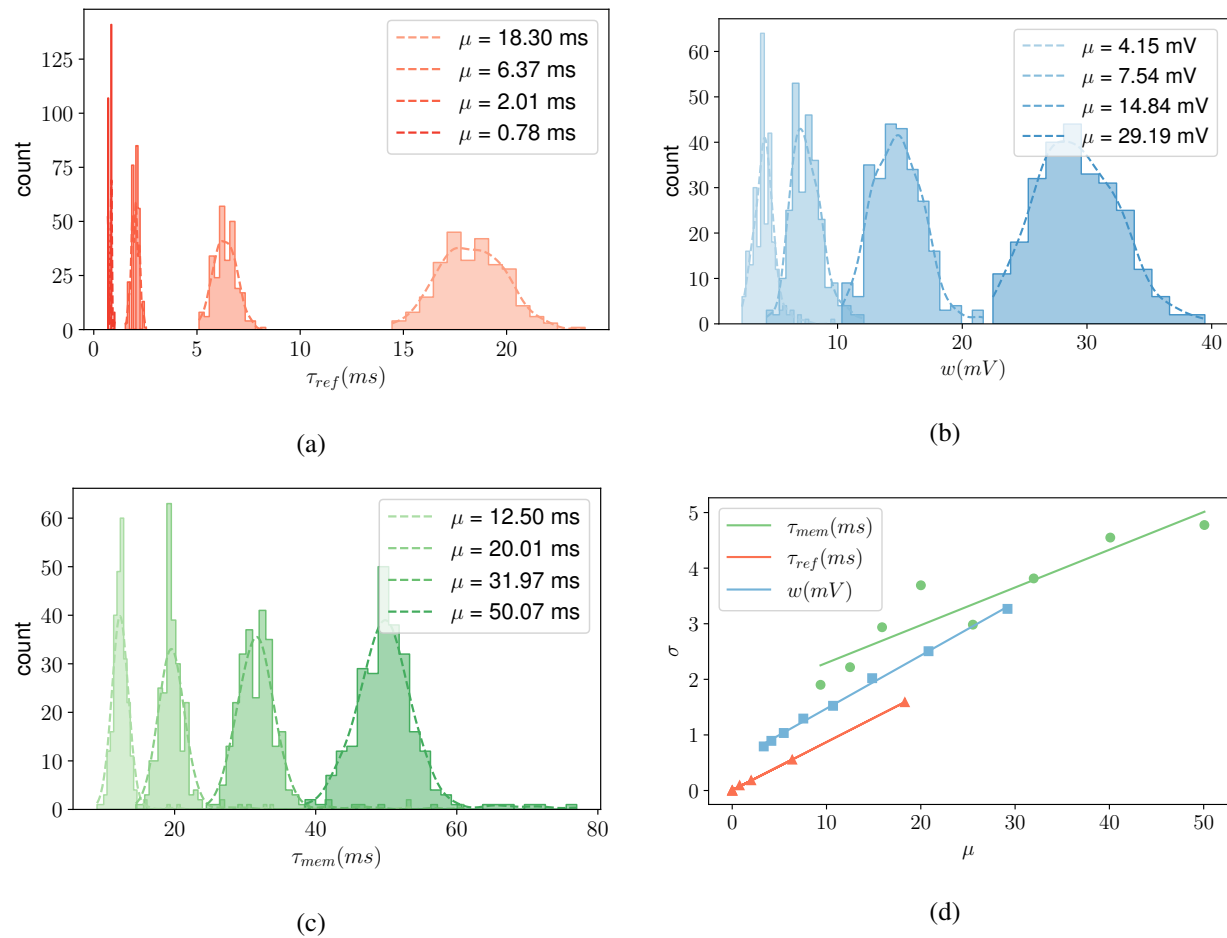 μ = 18.30 ms
μ = 6.37 ms
μ = 2.01 ms
μ = 0.78 ms
count
125
100
75
50
25
0
0 5 10 15 20
τref(ms)
(a)
μ = 4.15 mV
μ = 7.54 mV
μ = 14.84 mV
μ = 29.19 mV
count
60
50
40
30
20
10
0
10 20 30 40
w(mV)
(b)
μ = 12.50 ms
μ = 20.01 ms
μ = 31.97 ms
μ = 50.07 ms
count
60
50
40
30
20
10
0
20 40 60 80
τmem(ms)
(c)
τmem(ms)
τref(ms)
w(mV)
σ
5
4
3
2
1
0
0 10 20 30 40 50
μ
(d)